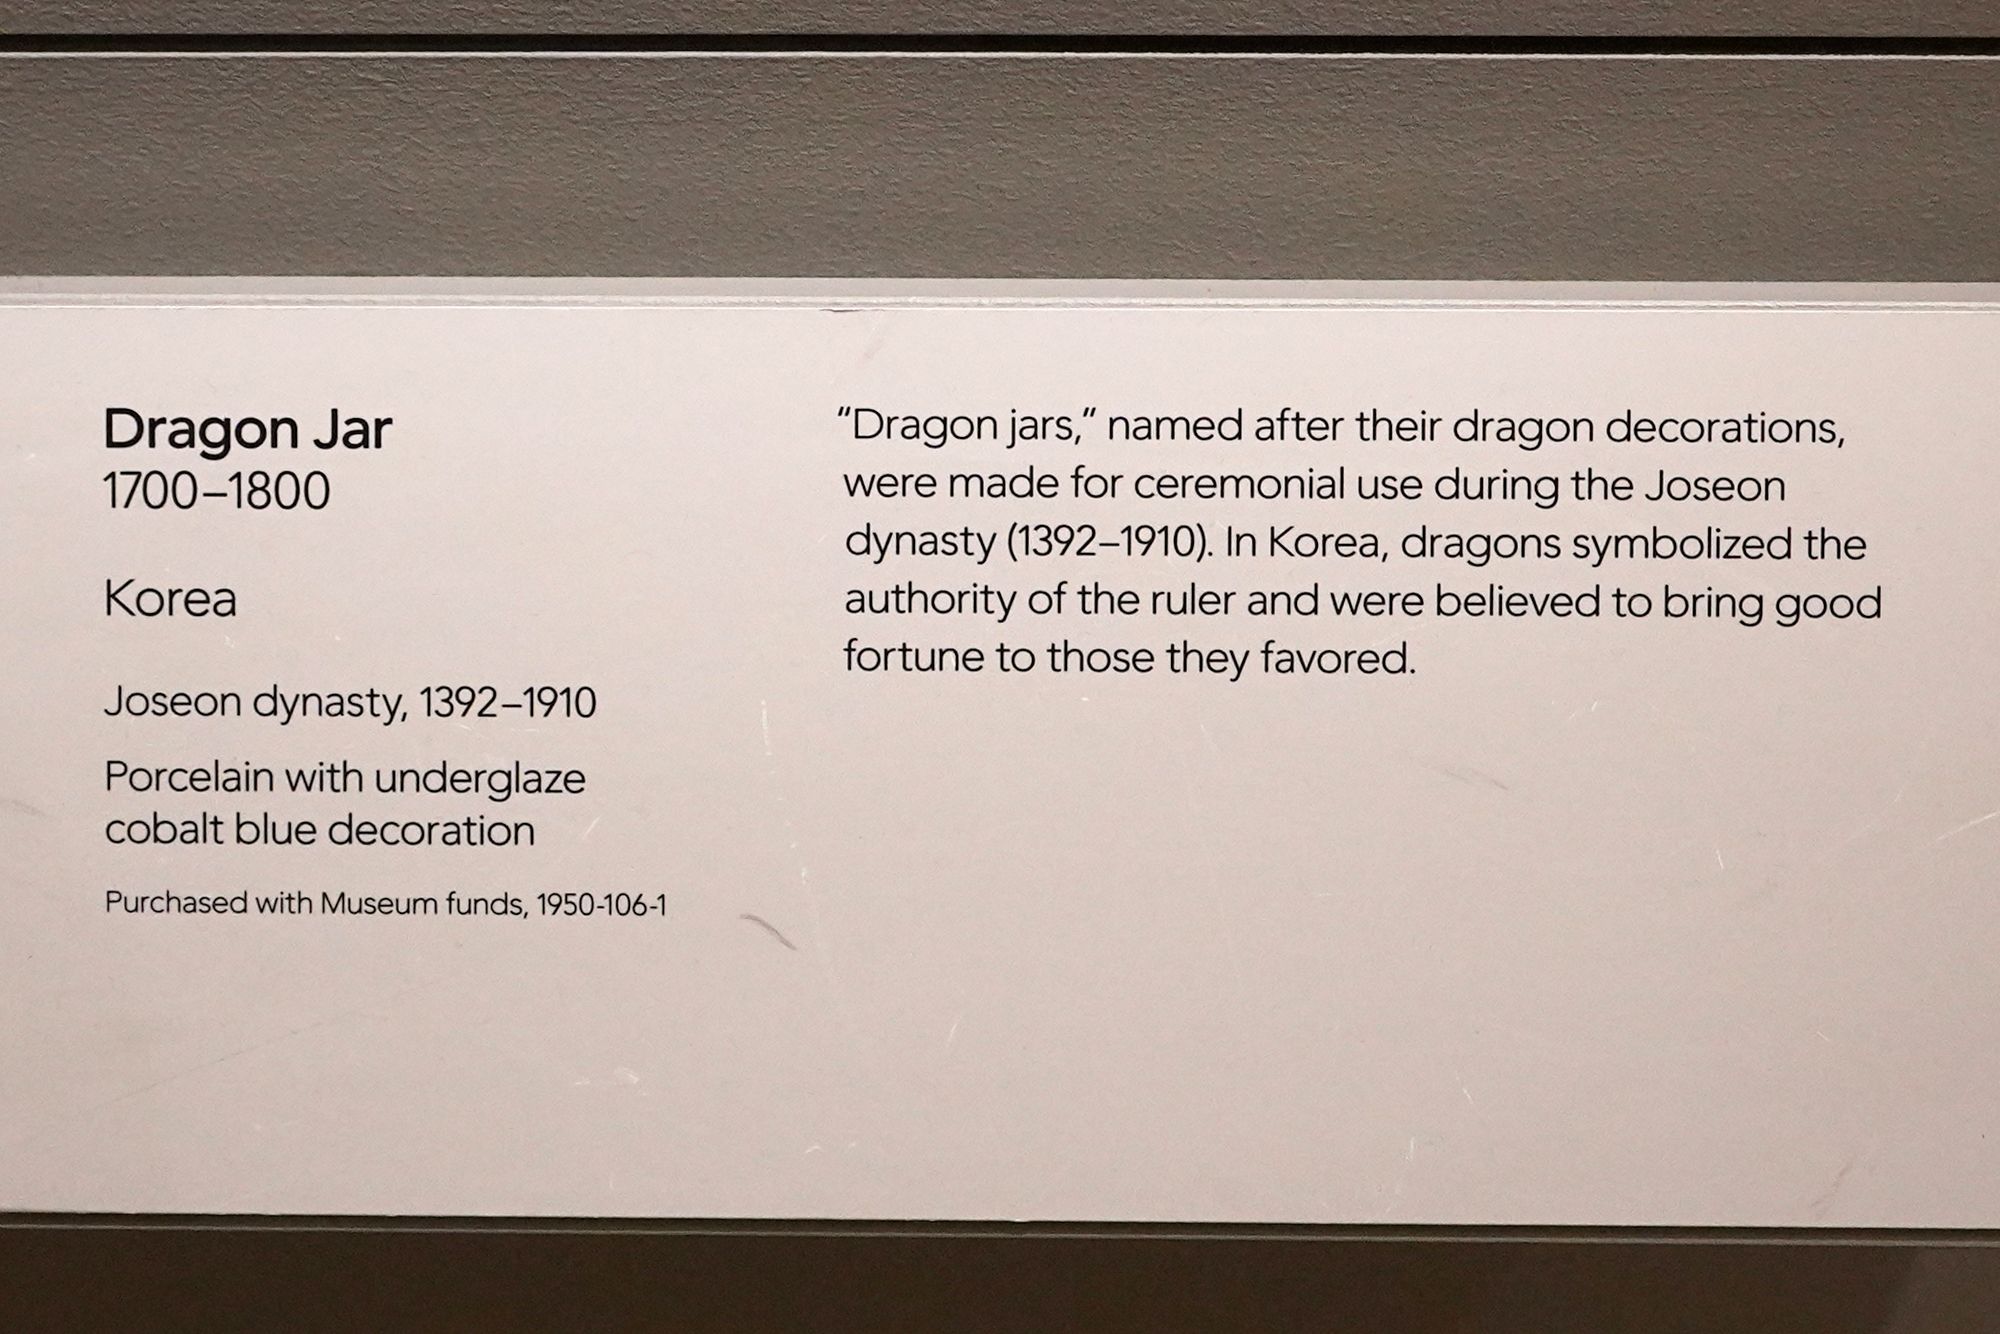 Dragon Jar
1700–1800
Korea
Joseon dynasty, 1392–1910
Porcelain with underglaze
cobalt blue decoration
Purchased with Museum funds, 1950-106-1
“Dragon jars,” named after their dragon decorations,
were made for ceremonial use during the Joseon
dynasty (1392–1910). In Korea, dragons symbolized the
authority of the ruler and were believed to bring good
fortune to those they favored.